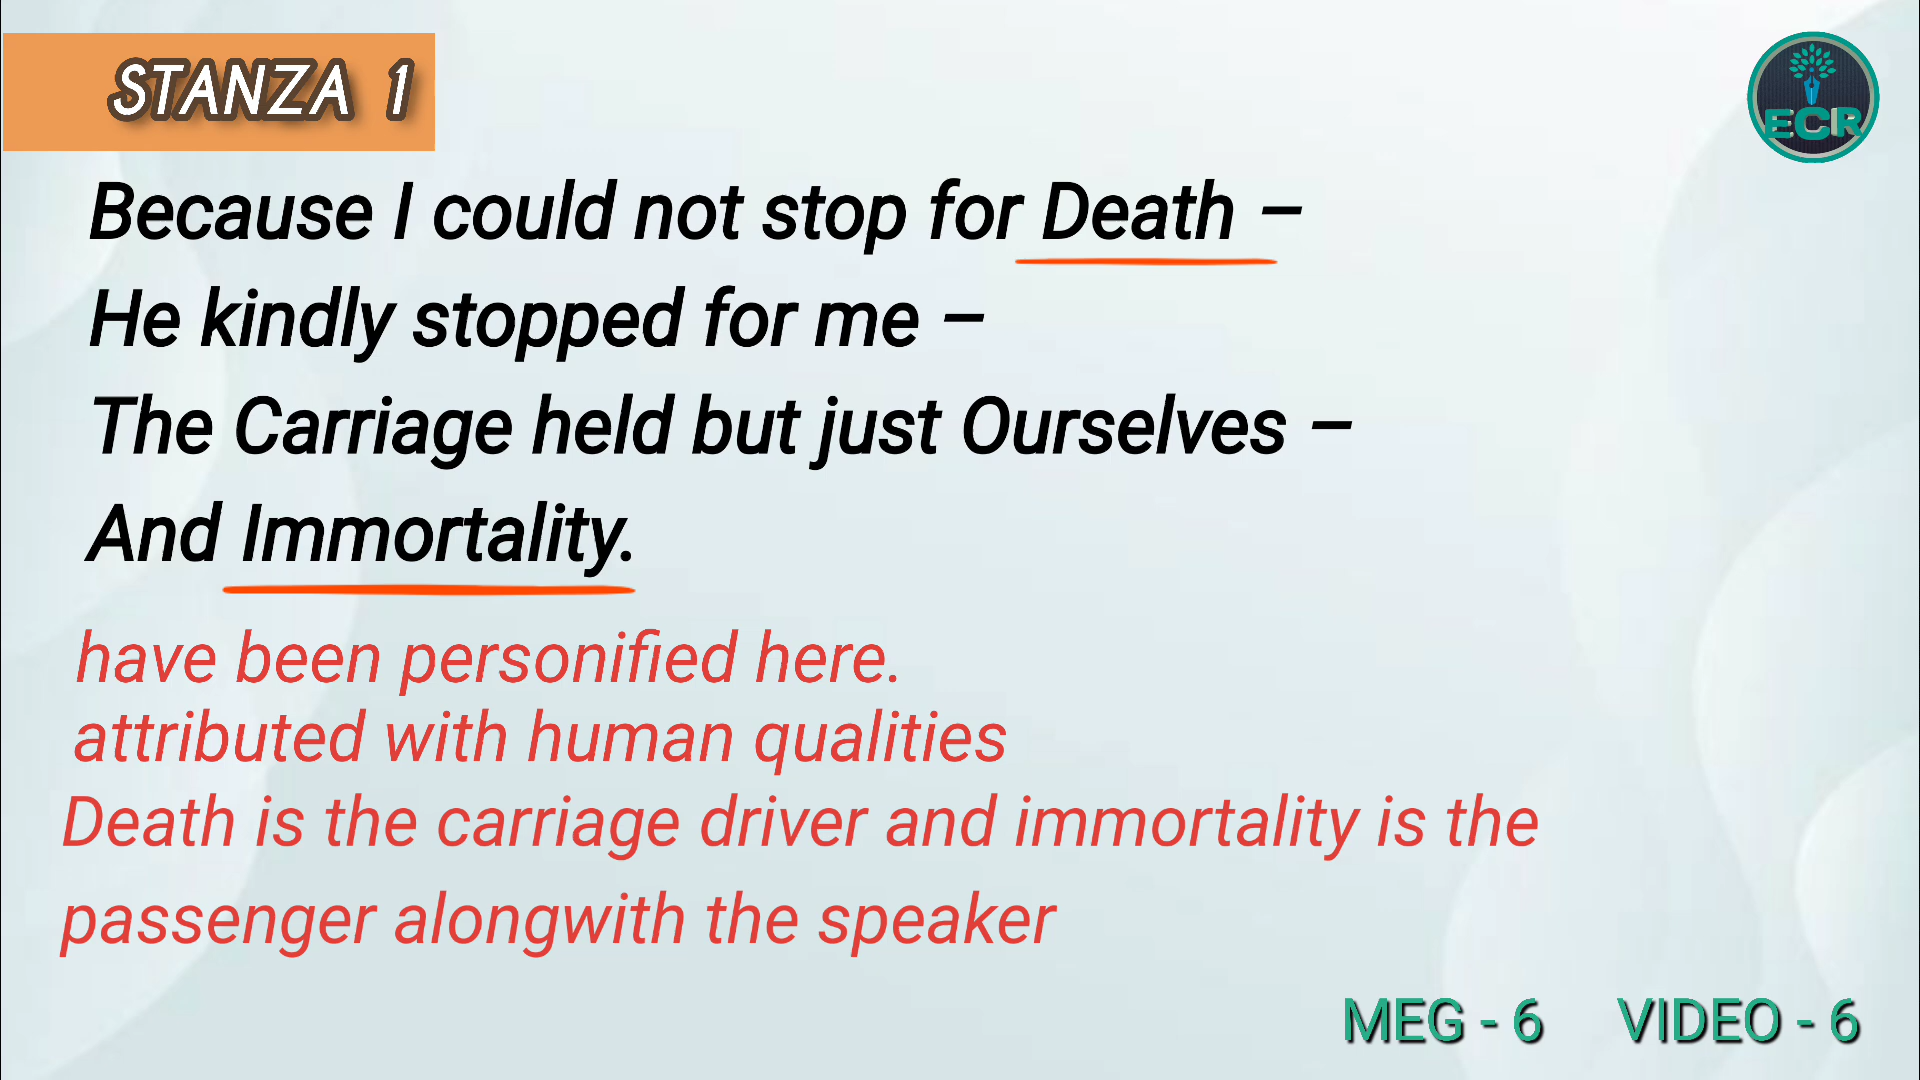 STANZA 1
ECR
Because I could not stop for Death –
He kindly stopped for me –
The Carriage held but just Ourselves –
And Immortality.
have been personified here.
attributed with human qualities
Death is the carriage driver and immortality is the
passenger alongwith the speaker
MEG - 6 VIDEO - 6